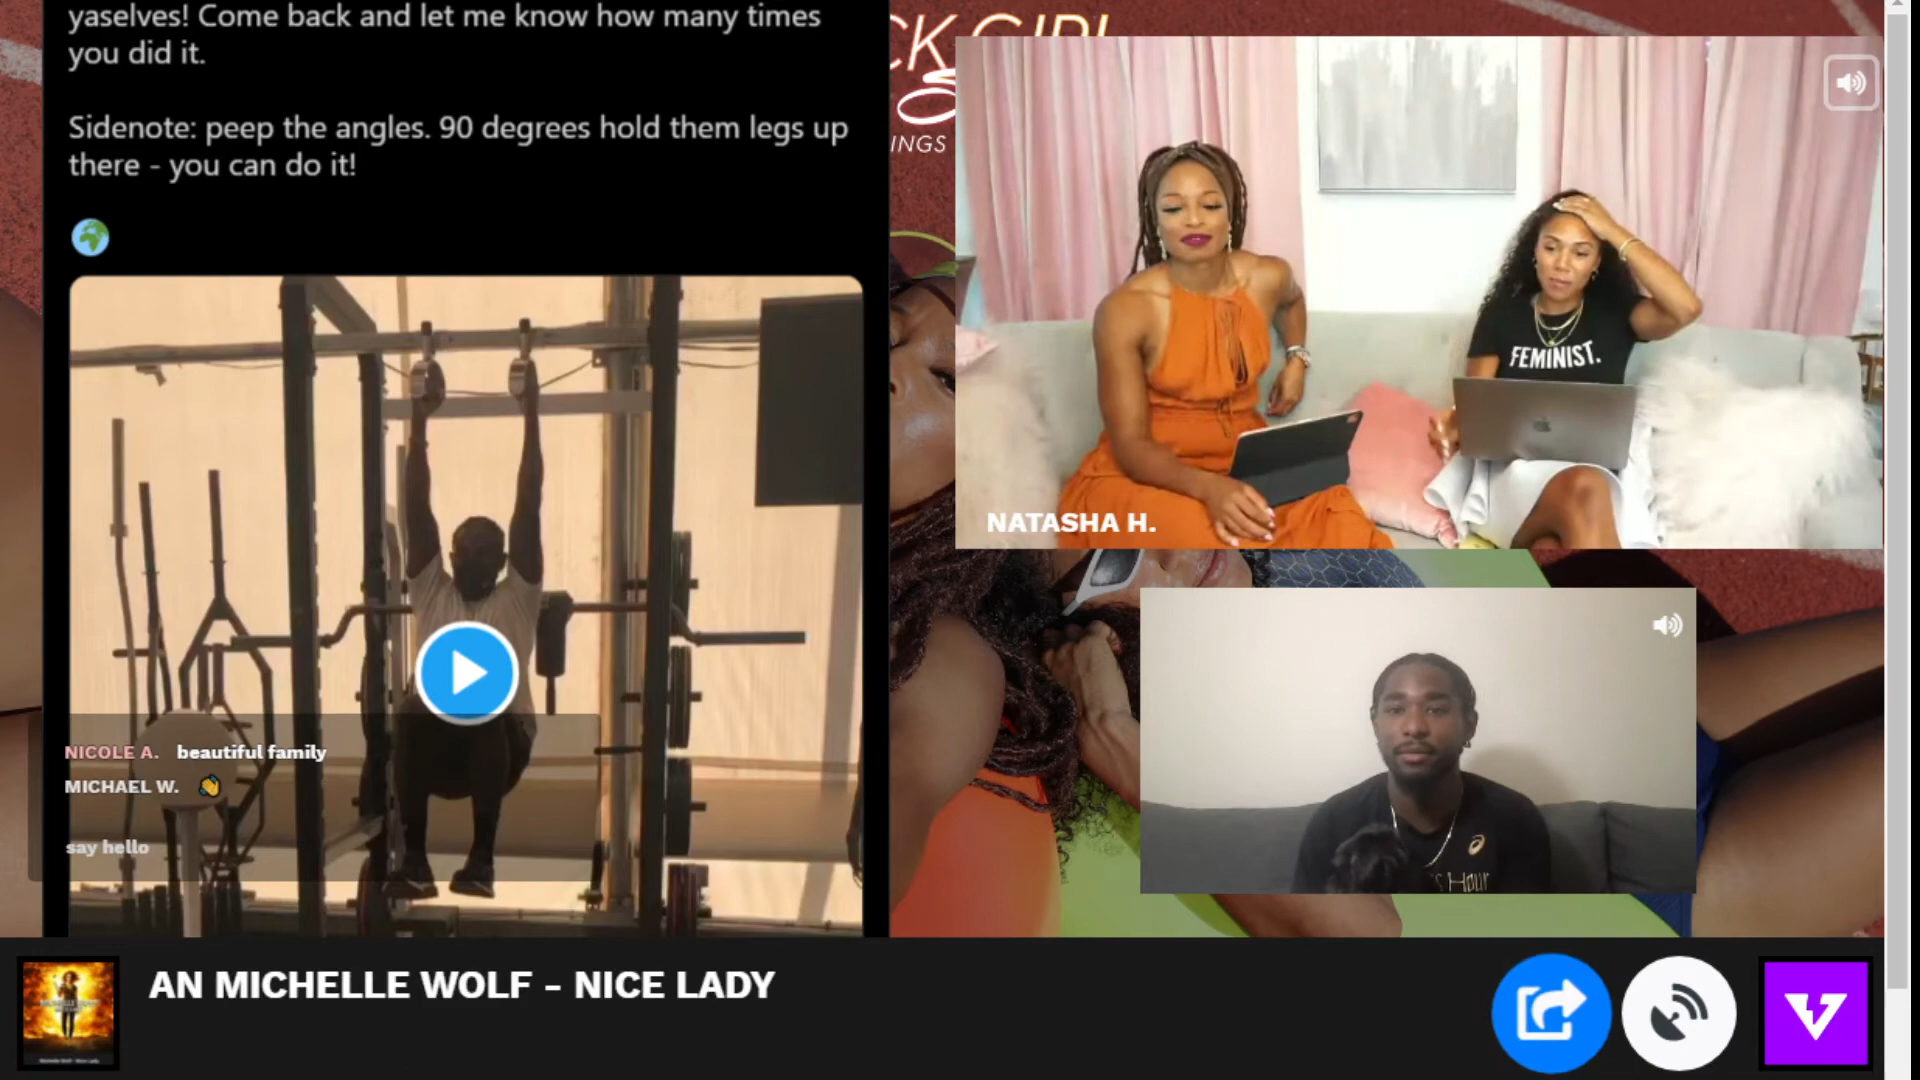 yaselves! Come back and let me know how many times
you did it.
Sidenote: peep the angles. 90 degrees hold them legs up
there - you can do it!
CK GIRL
INGS
FEMINIST.
NATASHA H.
NICOLE A. beautiful family
MICHAEL W. 👏
say hello
AN MICHELLE WOLF - NICE LADY